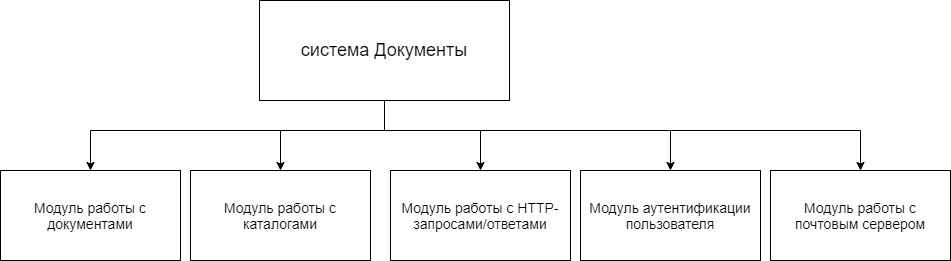 система Документы
Модуль работы с
документами
Модуль работы с
каталогами
Модуль работы с HTTP-
запросами/ответами
Модуль аутентификации
пользователя
Модуль работы с
почтовым сервером